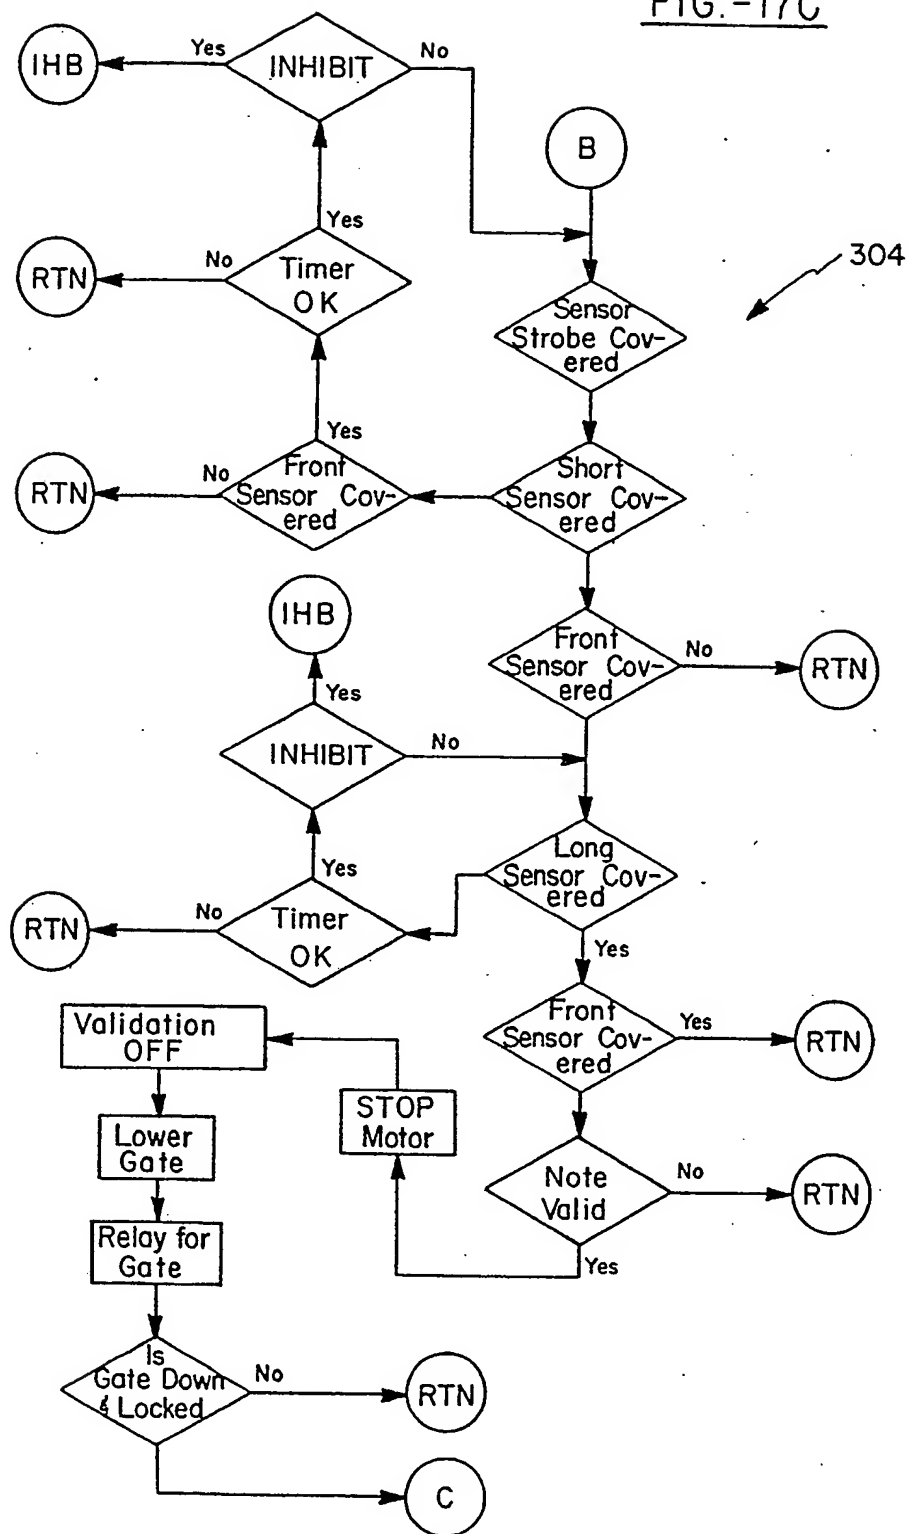 FIG.-17C
IHB
Yes
INHIBIT
No
B
Yes
RTN
No
Timer
OK
304
Sensor
Strobe Cov-
ered
Yes
RTN
No
Front
Sensor Cov-
ered
Short
Sensor Cov-
ered
IHB
Front
Sensor Cov-
ered
No
RTN
Yes
INHIBIT
No
Long
Sensor Cov-
ered
Yes
RTN
No
Timer
OK
Yes
Validation
OFF
Front
Sensor Cov-
ered
Yes
RTN
STOP
Motor
Lower
Gate
Note
Valid
No
RTN
Yes
Relay for
Gate
Is
Gate Down
& Locked
No
RTN
C